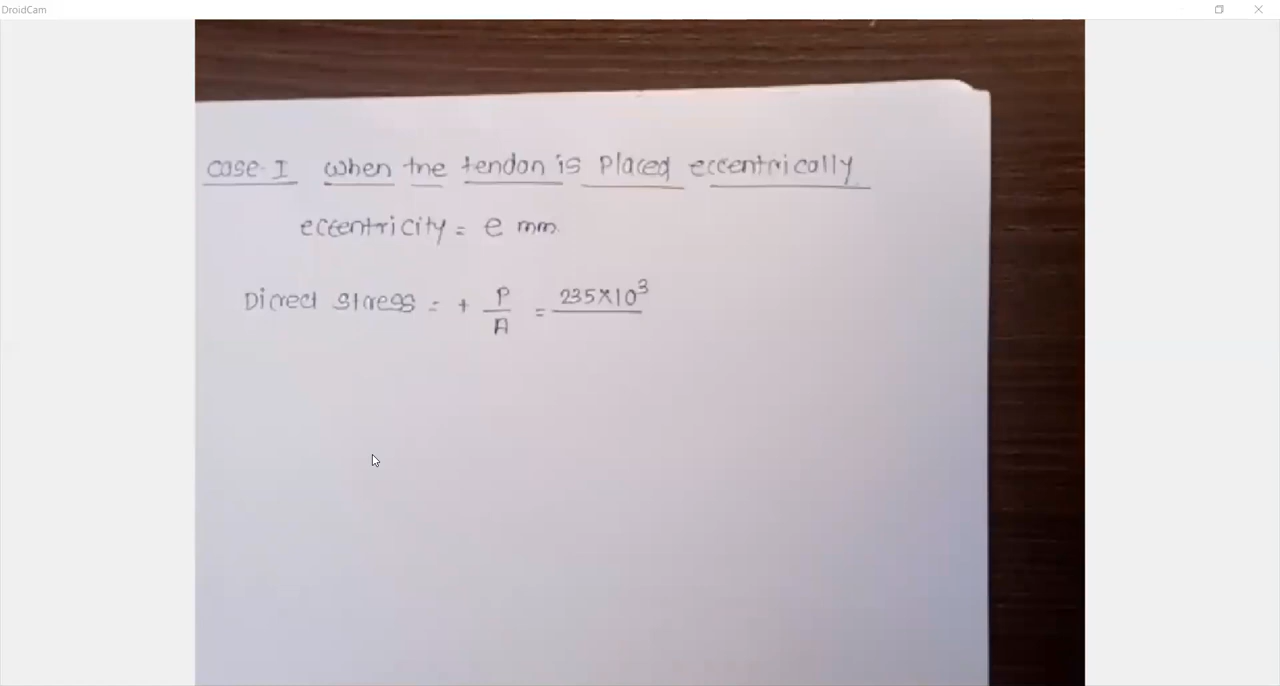 DroidCam
Case-I when the tendon is placed eccentrically
eccentricity = e mm.
Direct stress = + P/A = 235×10³